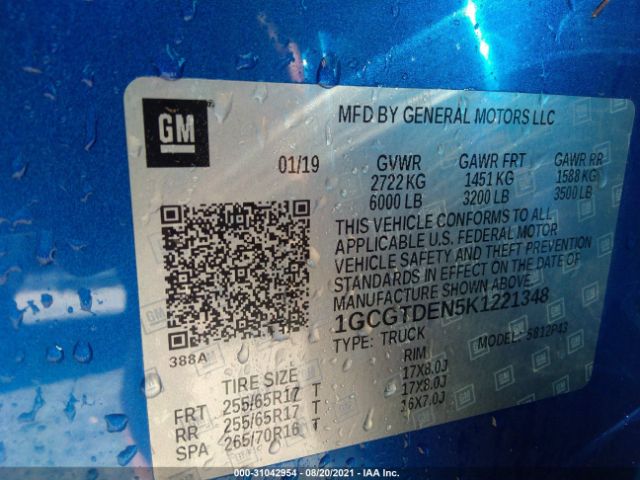 GM
MFD BY GENERAL MOTORS LLC
01/19
GVWR GAWR FRT GAWR RR
2722 KG 1451 KG 1588 KG
6000 LB 3200 LB 3500 LB
THIS VEHICLE CONFORMS TO ALL
APPLICABLE U.S. FEDERAL MOTOR
VEHICLE SAFETY AND THEFT PREVENTION
STANDARDS IN EFFECT ON THE DATE OF
MANUFACTURE SHOWN ABOVE.
1GCGTDEN5K1221348
TYPE: TRUCK MODEL: S812P43
388A
TIRE SIZE RIM
FRT 255/65R17 T 17X8.0J
RR 255/65R17 T 17X8.0J
SPA 265/70R16 T 16X7.0J
000-31042954 - 08/20/2021 - IAA Inc.